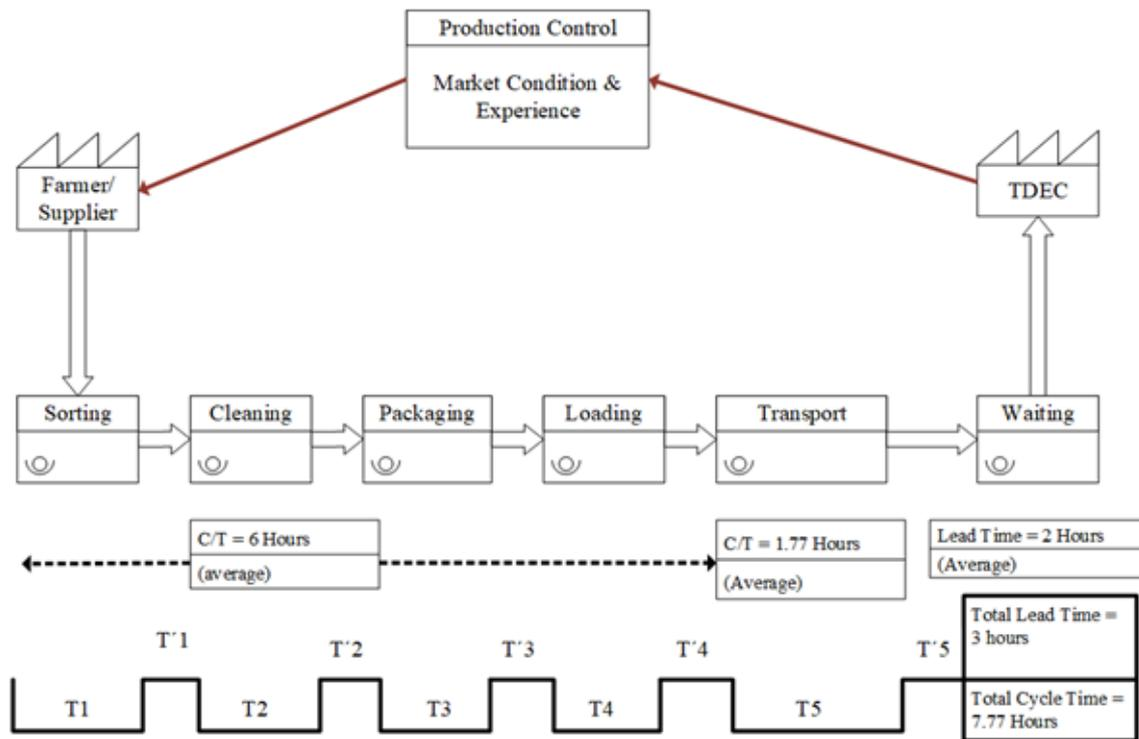 Production Control
Market Condition &
Experience
Farmer/
Supplier
TDEC
Sorting
Cleaning
Packaging
Loading
Transport
Waiting
C/T = 6 Hours
(average)
C/T = 1.77 Hours
(Average)
Lead Time = 2 Hours
(Average)
T´1
T´2
T´3
T´4
T´5
Total Lead Time =
3 hours
T1
T2
T3
T4
T5
Total Cycle Time =
7.77 Hours